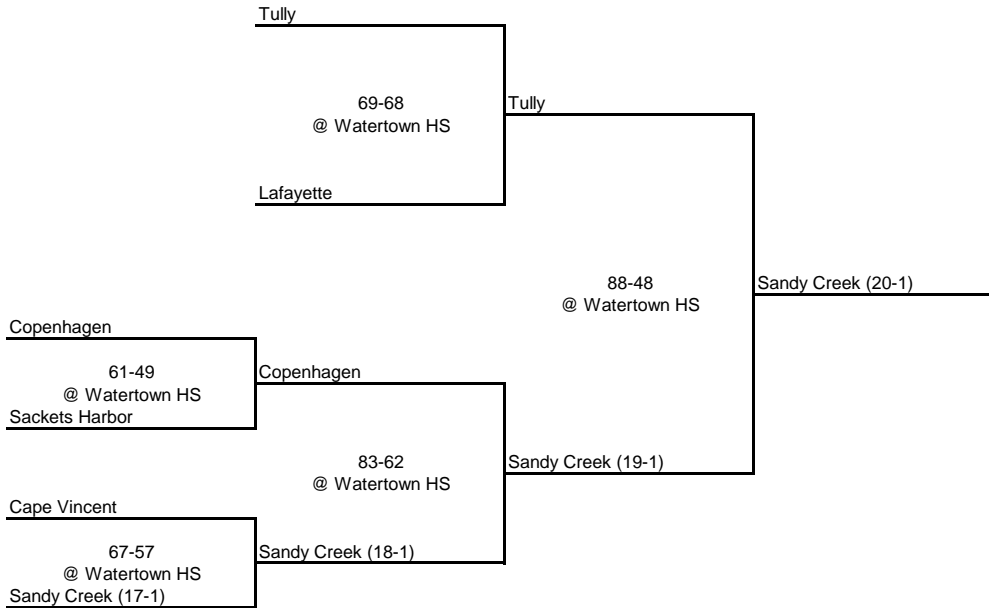 Tully
69-68
@ Watertown HS
Tully
Lafayette
88-48
@ Watertown HS
Sandy Creek (20-1)
Copenhagen
61-49
@ Watertown HS
Copenhagen
Sackets Harbor
83-62
@ Watertown HS
Sandy Creek (19-1)
Cape Vincent
67-57
@ Watertown HS
Sandy Creek (18-1)
Sandy Creek (17-1)